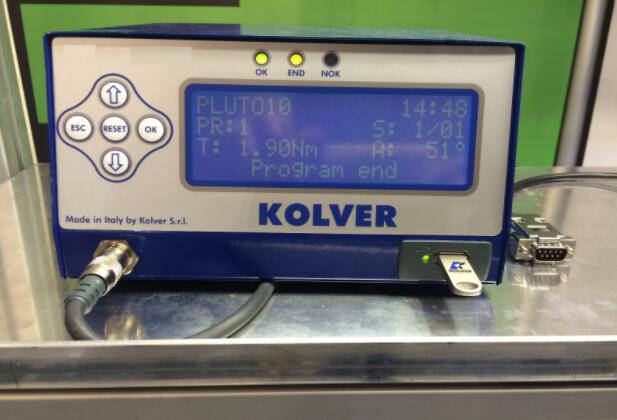 OK END NOK
PLUTO10 14:48
PR:1 S: 1/01
T: 1.90Nm A: 51°
Program end
ESC RESET OK
KOLVER
Made in Italy by Kolver S.r.l.